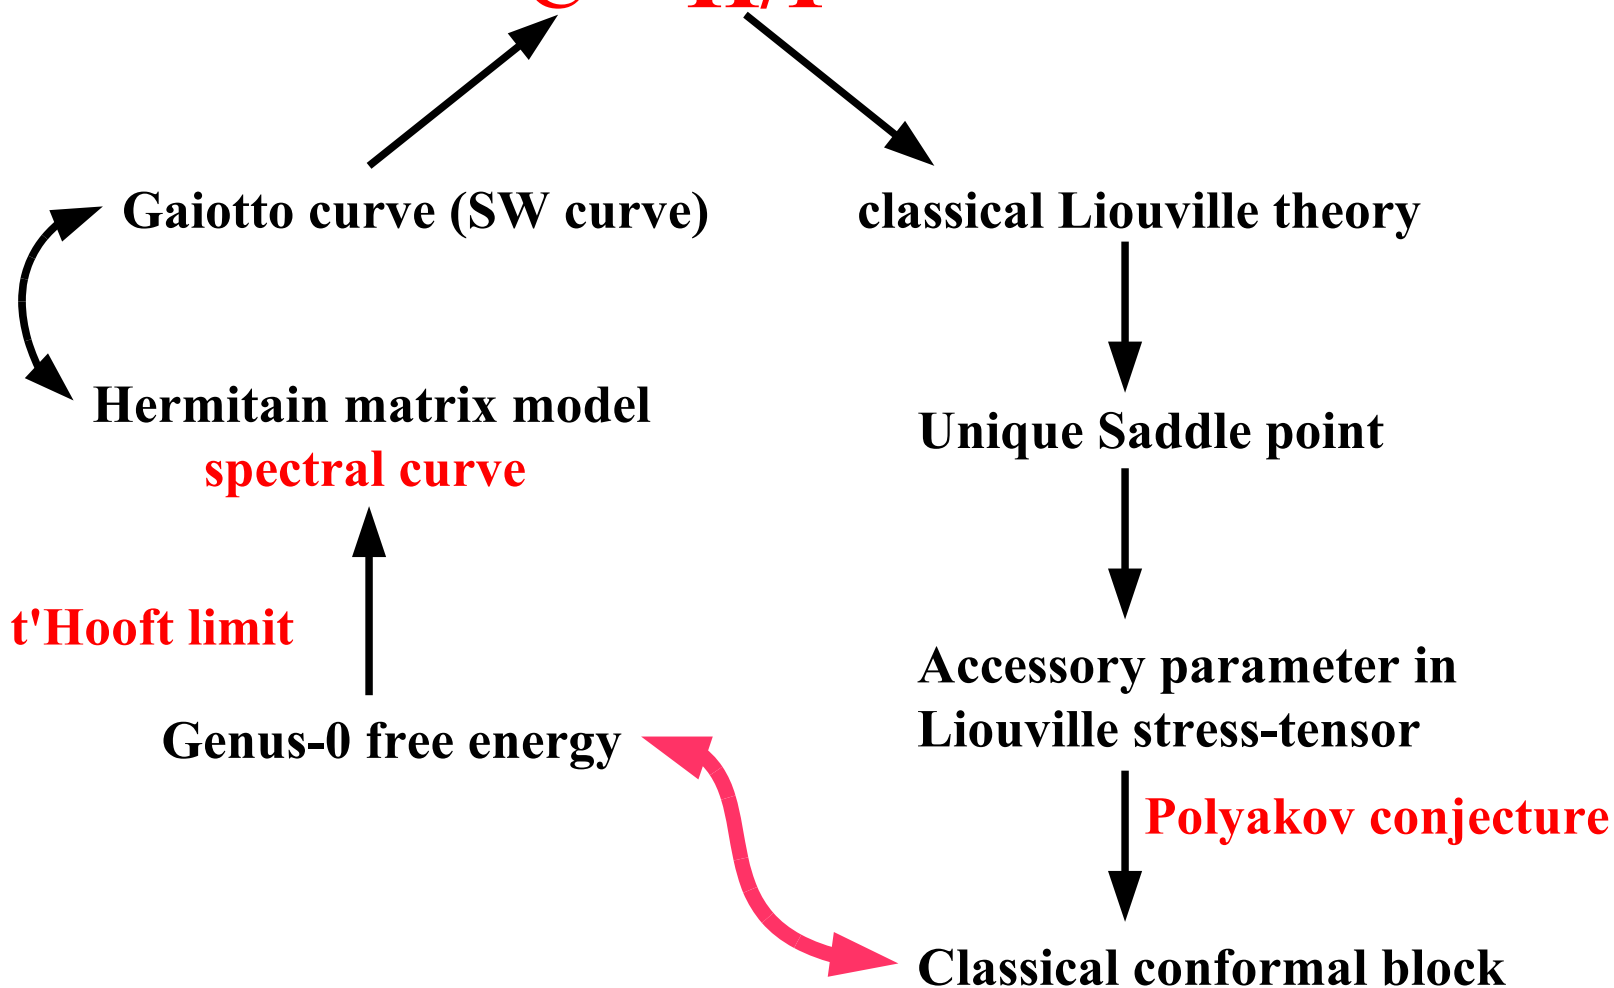 Gaiotto curve (SW curve)
classical Liouville theory
Hermitain matrix model
spectral curve
Unique Saddle point
t'Hooft limit
Accessory parameter in
Liouville stress-tensor
Genus-0 free energy
Polyakov conjecture
Classical conformal block